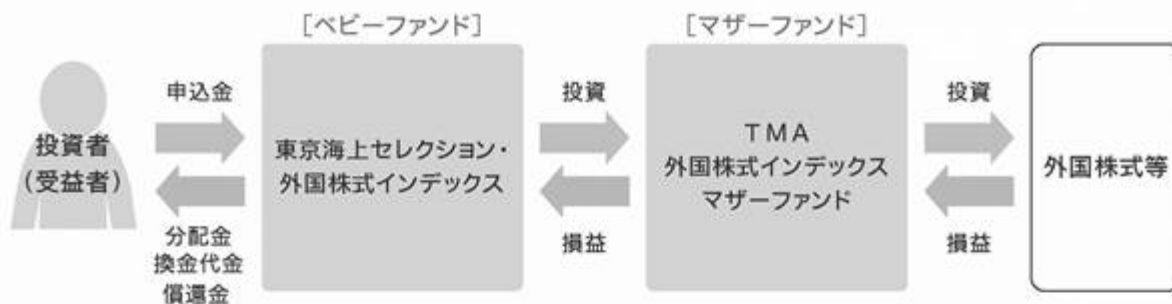 [ベビーファンド]
[マザーファンド]
投資者
(受益者)
申込金
分配金
換金代金
償還金
東京海上セレクション・
外国株式インデックス
投資
損益
TMA
外国株式インデックス
マザーファンド
投資
損益
外国株式等